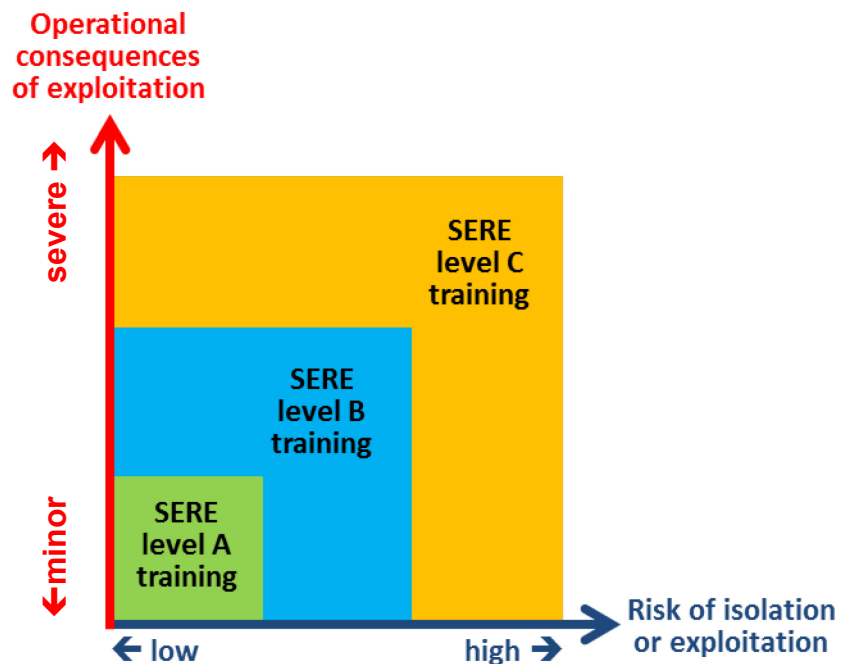 Operational
consequences
of exploitation
severe →
SERE
level C
training
SERE
level B
training
SERE
level A
training
←minor
Risk of isolation
or exploitation
← low
high →